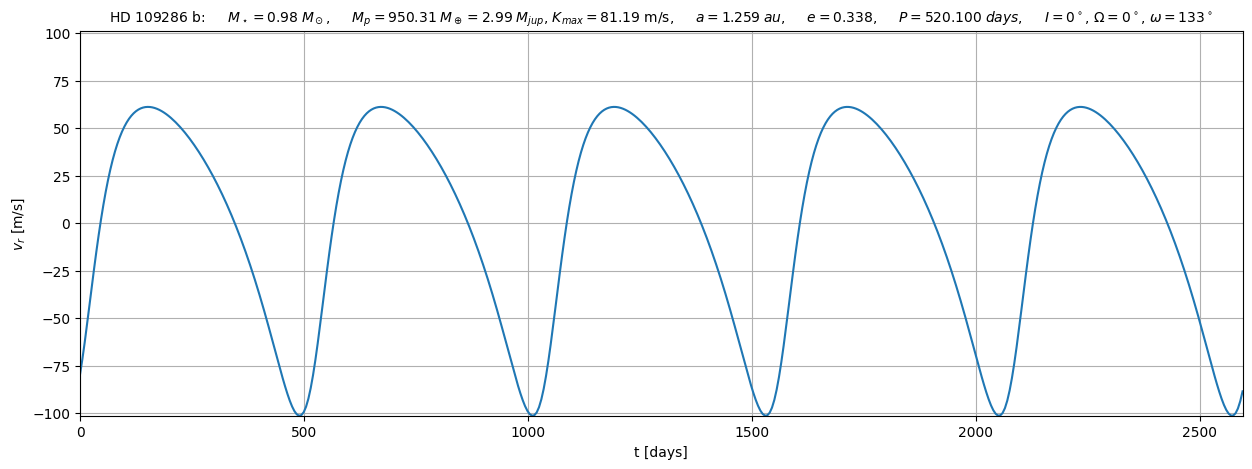 HD 109286 b: M⋆ = 0.98 M⊙, Mp = 950.31 M⊕ = 2.99 Mjup, Kmax = 81.19 m/s, a = 1.259 au, e = 0.338, P = 520.100 days, I = 0°, Ω = 0°, ω = 133°
100
75
50
25
0
−25
−50
−75
−100
vr [m/s]
0 500 1000 1500 2000 2500
t [days]